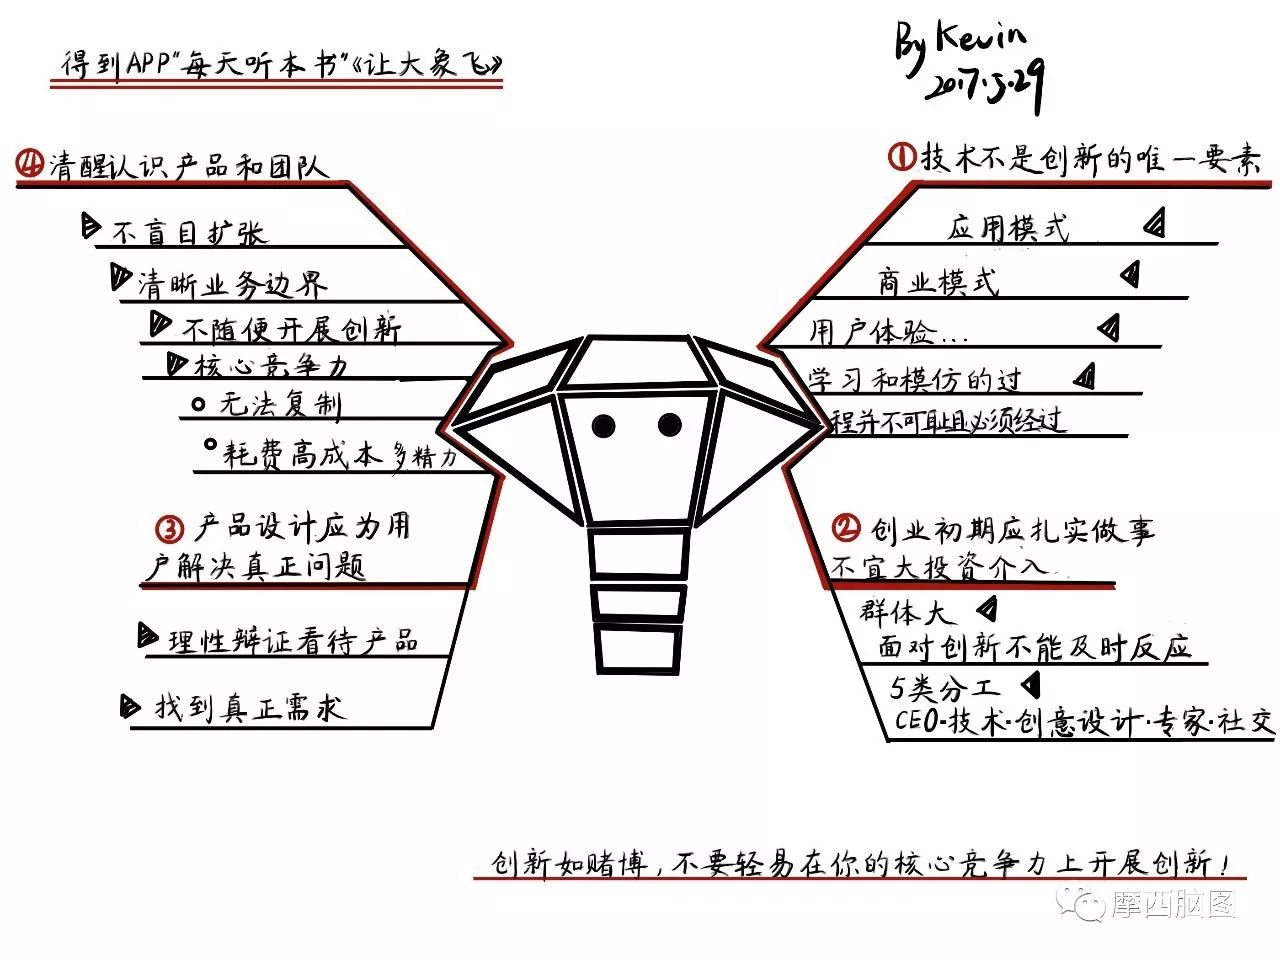 得到APP“每天听本书”《让大象飞》
By Kevin
2017.5.29
①技术不是创新的唯一要素
应用模式
商业模式
用户体验...
学习和模仿的过
程并不可耻且必须经过
②创业初期应扎实做事
不宜大投资介入..
群体大
面对创新不能及时反应
5类分工
CEO·技术·创意设计·专家·社交
③产品设计应为用
户解决真正问题
理性辩证看待产品
找到真正需求
④清醒认识产品和团队
不盲目扩张
清晰业务边界
不随便开展创新
核心竞争力
无法复制
耗费高成本多精力
创新如赌博,不要轻易在你的核心竞争力上开展创新!
摩西脑图